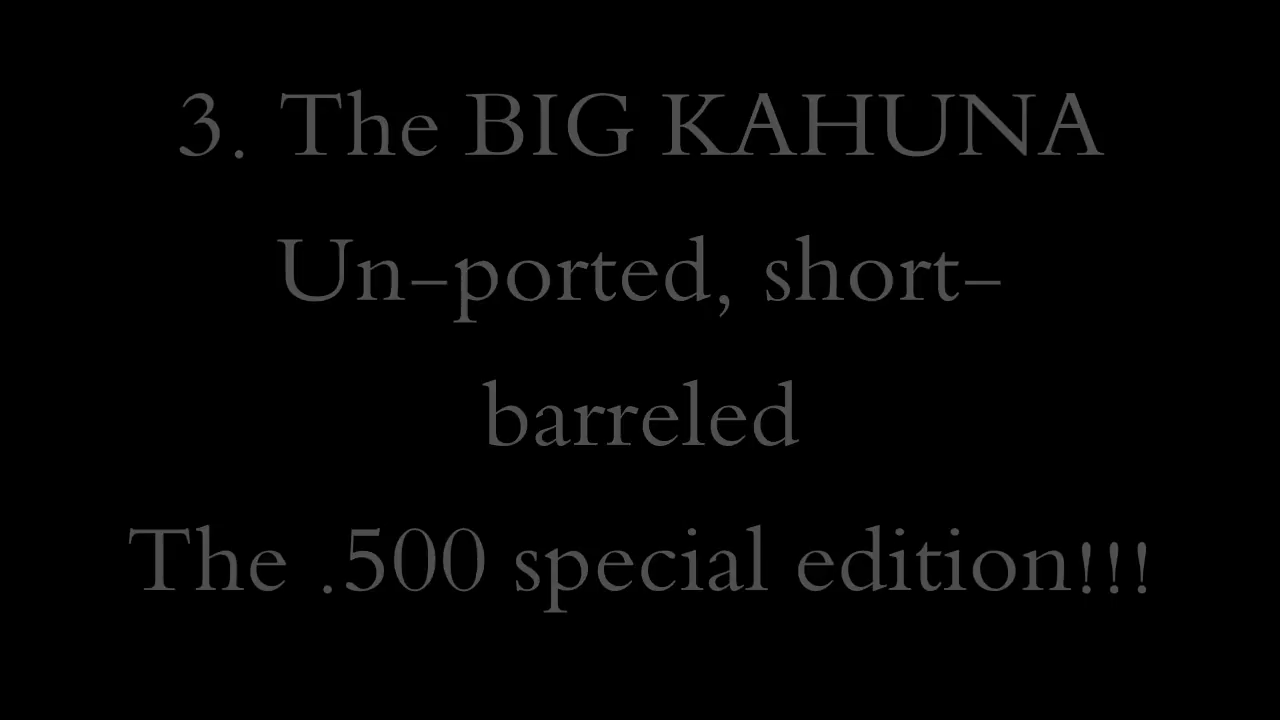 3. The BIG KAHUNA
Un-ported, short-
barreled
The .500 special edition!!!